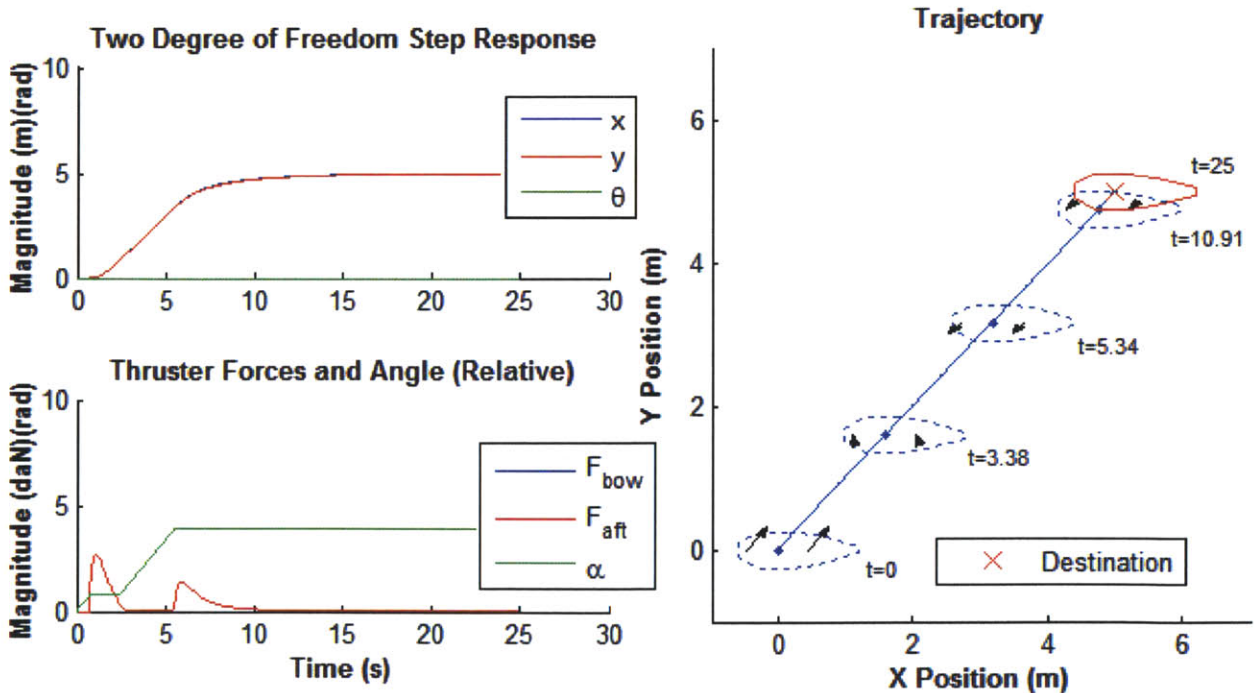 Two Degree of Freedom Step Response
Magnitude (m)(rad)
10
5
0
0 5 10 15 20 25 30
x
y
θ
Thruster Forces and Angle (Relative)
Magnitude (daN)(rad)
10
5
0
0 5 10 15 20 25 30
Time (s)
F_bow
F_aft
α
Trajectory
Y Position (m)
6
4
2
0
0 2 4 6
X Position (m)
t=25
t=10.91
t=5.34
t=3.38
t=0
Destination